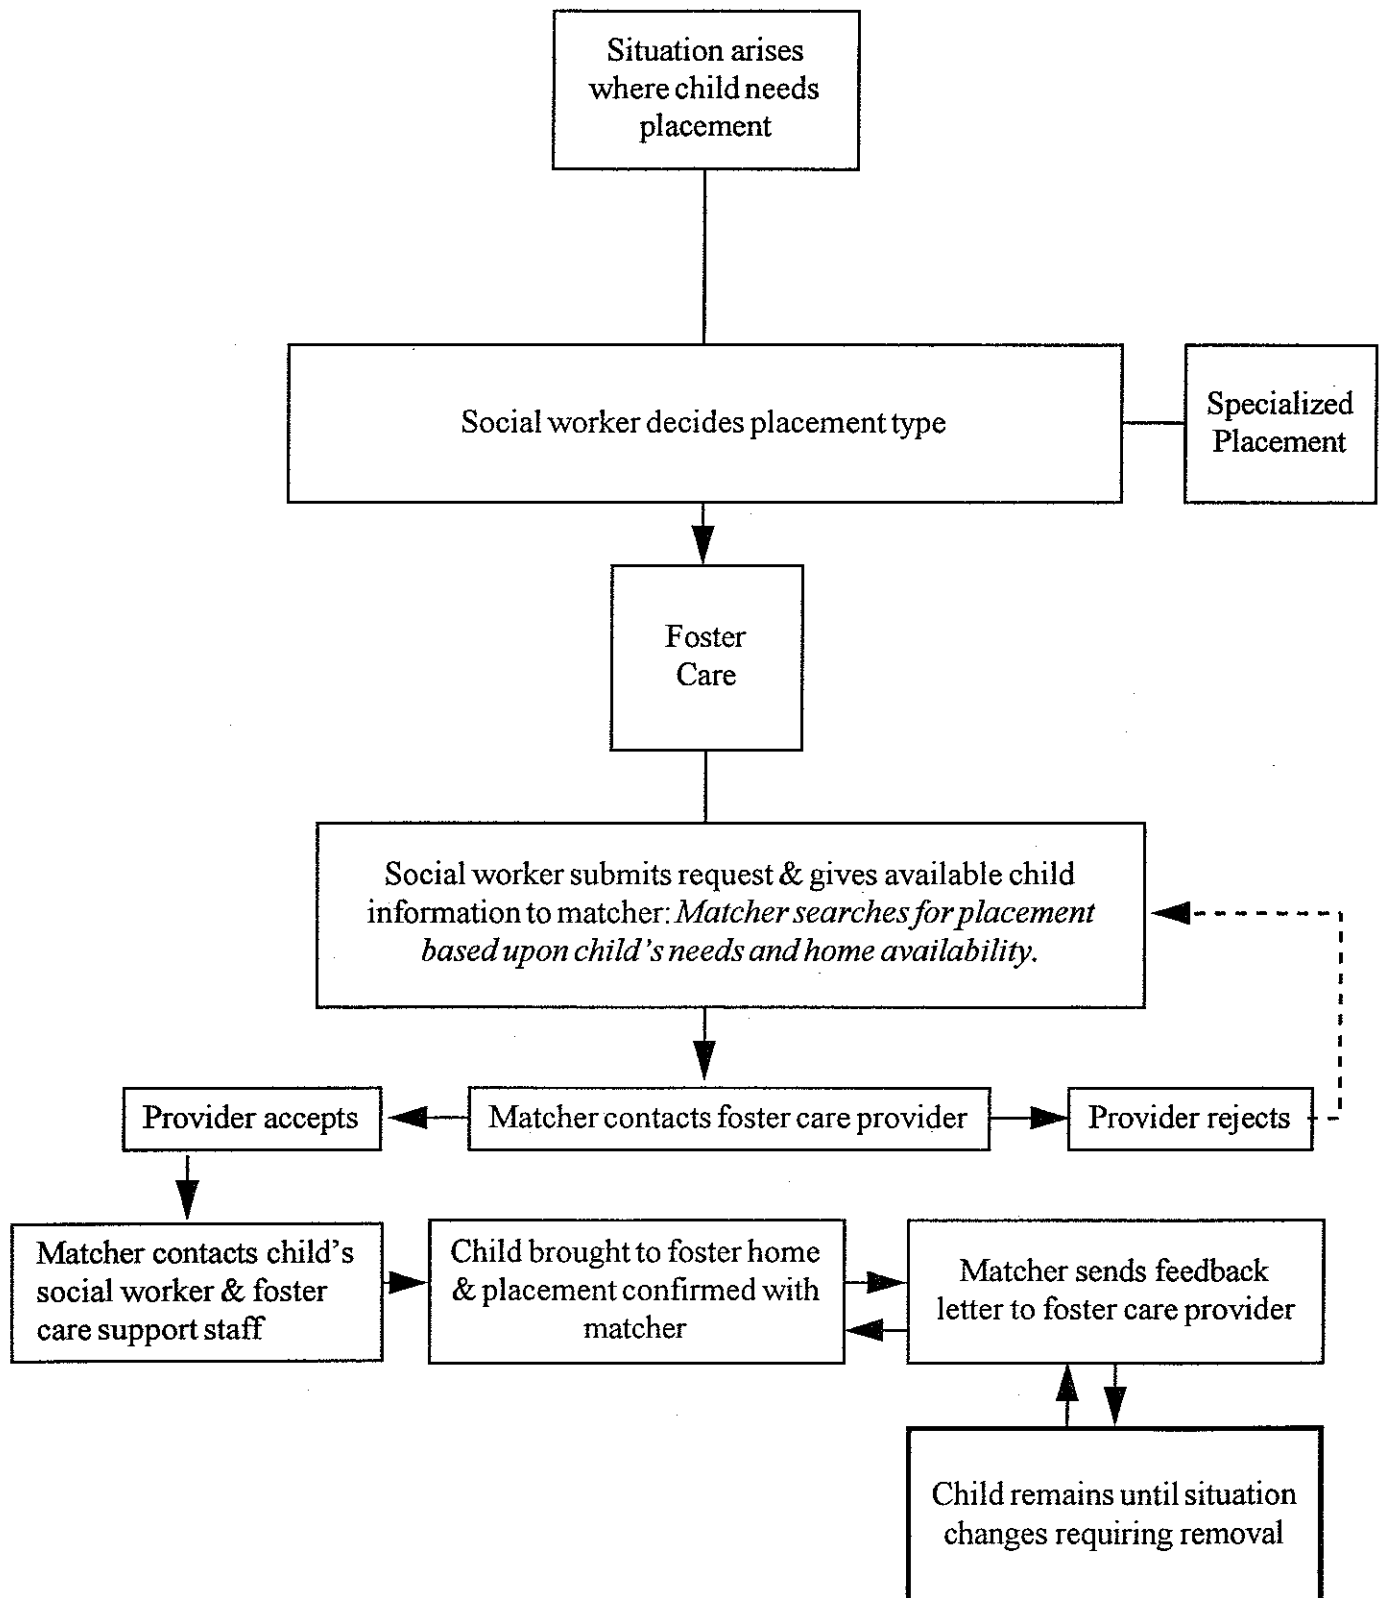 Situation arises
where child needs
placement
Social worker decides placement type
Specialized
Placement
Foster
Care
Social worker submits request & gives available child
information to matcher: Matcher searches for placement
based upon child's needs and home availability.
Provider accepts
Matcher contacts foster care provider
Provider rejects
Matcher contacts child's
social worker & foster
care support staff
Child brought to foster home
& placement confirmed with
matcher
Matcher sends feedback
letter to foster care provider
Child remains until situation
changes requiring removal